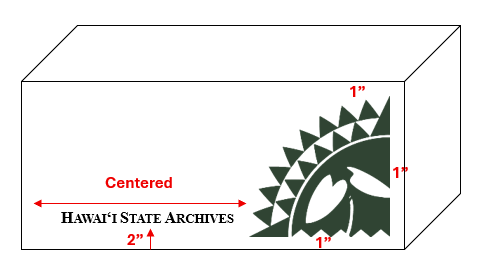 1”
1”
Centered
HAWAIʻI STATE ARCHIVES
2”
1”